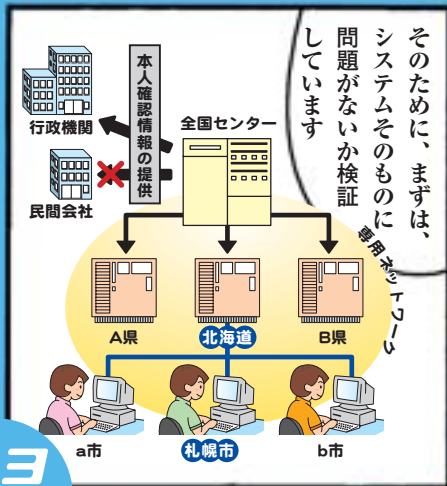 そのために、まずは、
システムそのものに
問題がないか検証
しています
行政機関
民間会社
本人確認情報の提供
全国センター
専用ネットワーク
A県
北海道
B県
a市
札幌市
b市
3